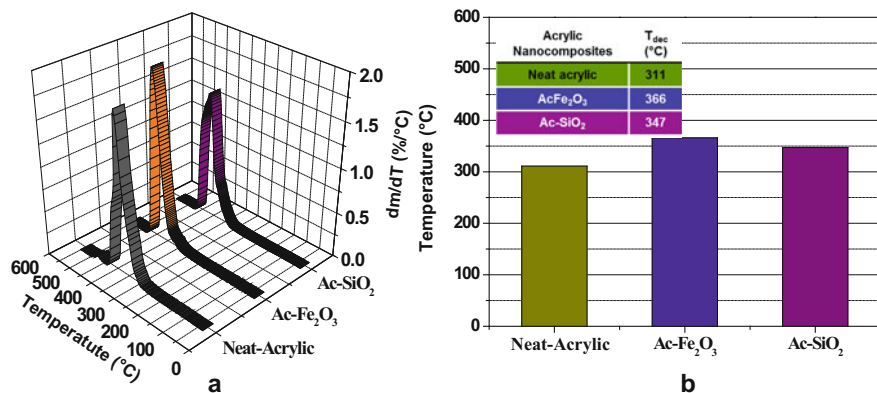 2.0
1.5
1.0
0.5
0.0
dm/dT (%/°C)
600
500
400
300
200
100
0
Temperatute (°C)
Neat-Acrylic
Ac-Fe₂O₃
Ac-SiO₂
a
600
500
400
300
200
100
0
Temperature (°C)
Acrylic Nanocomposites Tdec (°C)
Neat acrylic 311
AcFe₂O₃ 366
Ac-SiO₂ 347
Neat-Acrylic Ac-Fe₂O₃ Ac-SiO₂
b